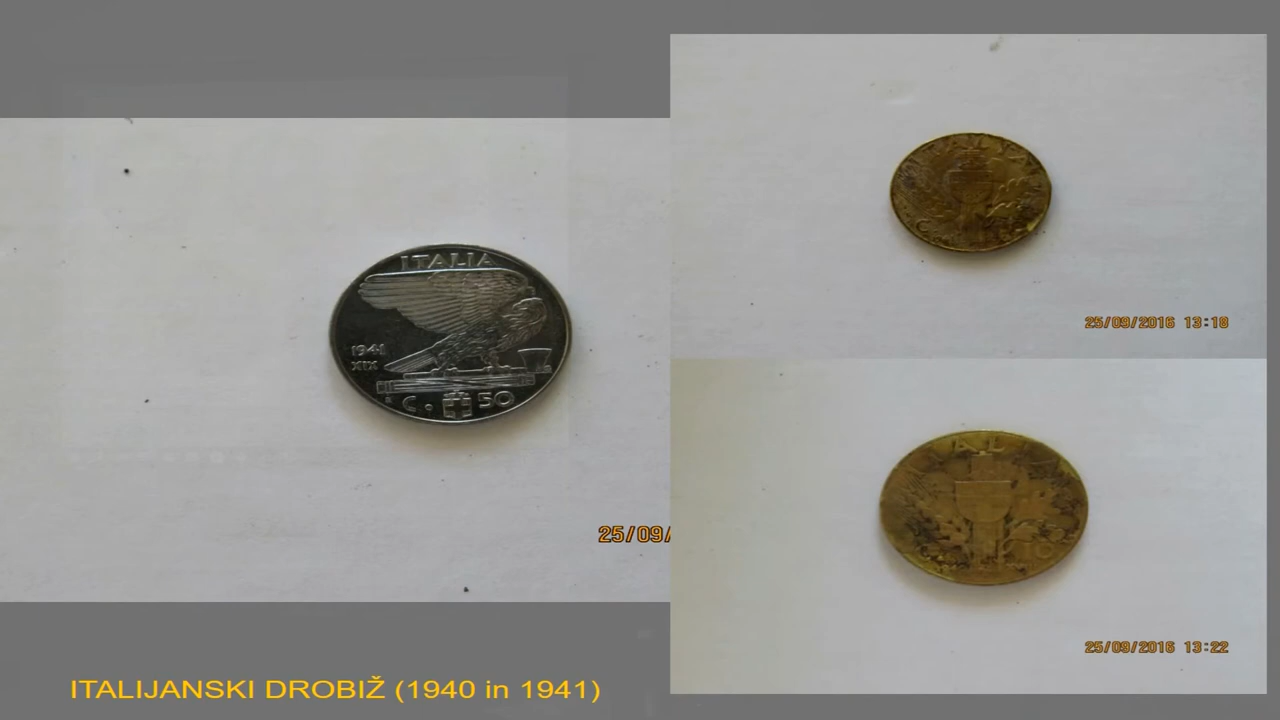 ITALIA
1941
XIX
R C. 50
25/09/
ITALIJANSKI DROBIŽ (1940 in 1941)
25/09/2016 13:18
10
25/09/2016 13:22